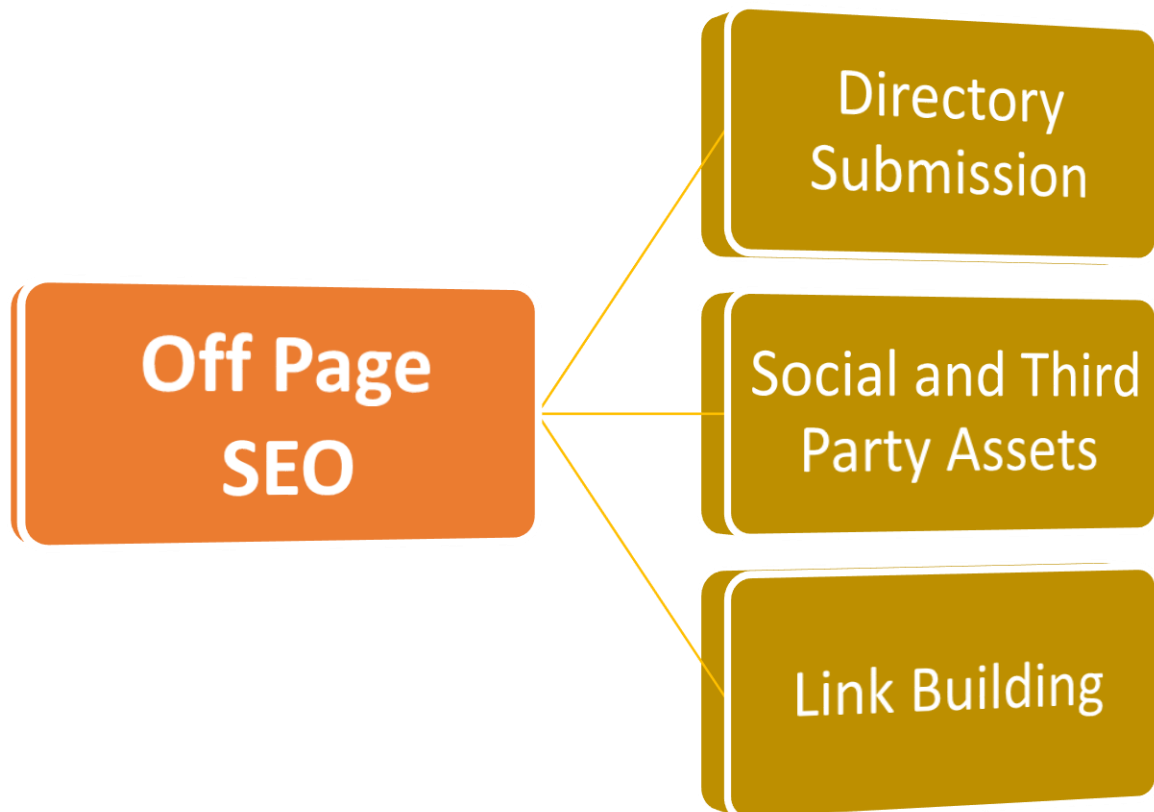 Off Page
SEO
Directory
Submission
Social and Third
Party Assets
Link Building